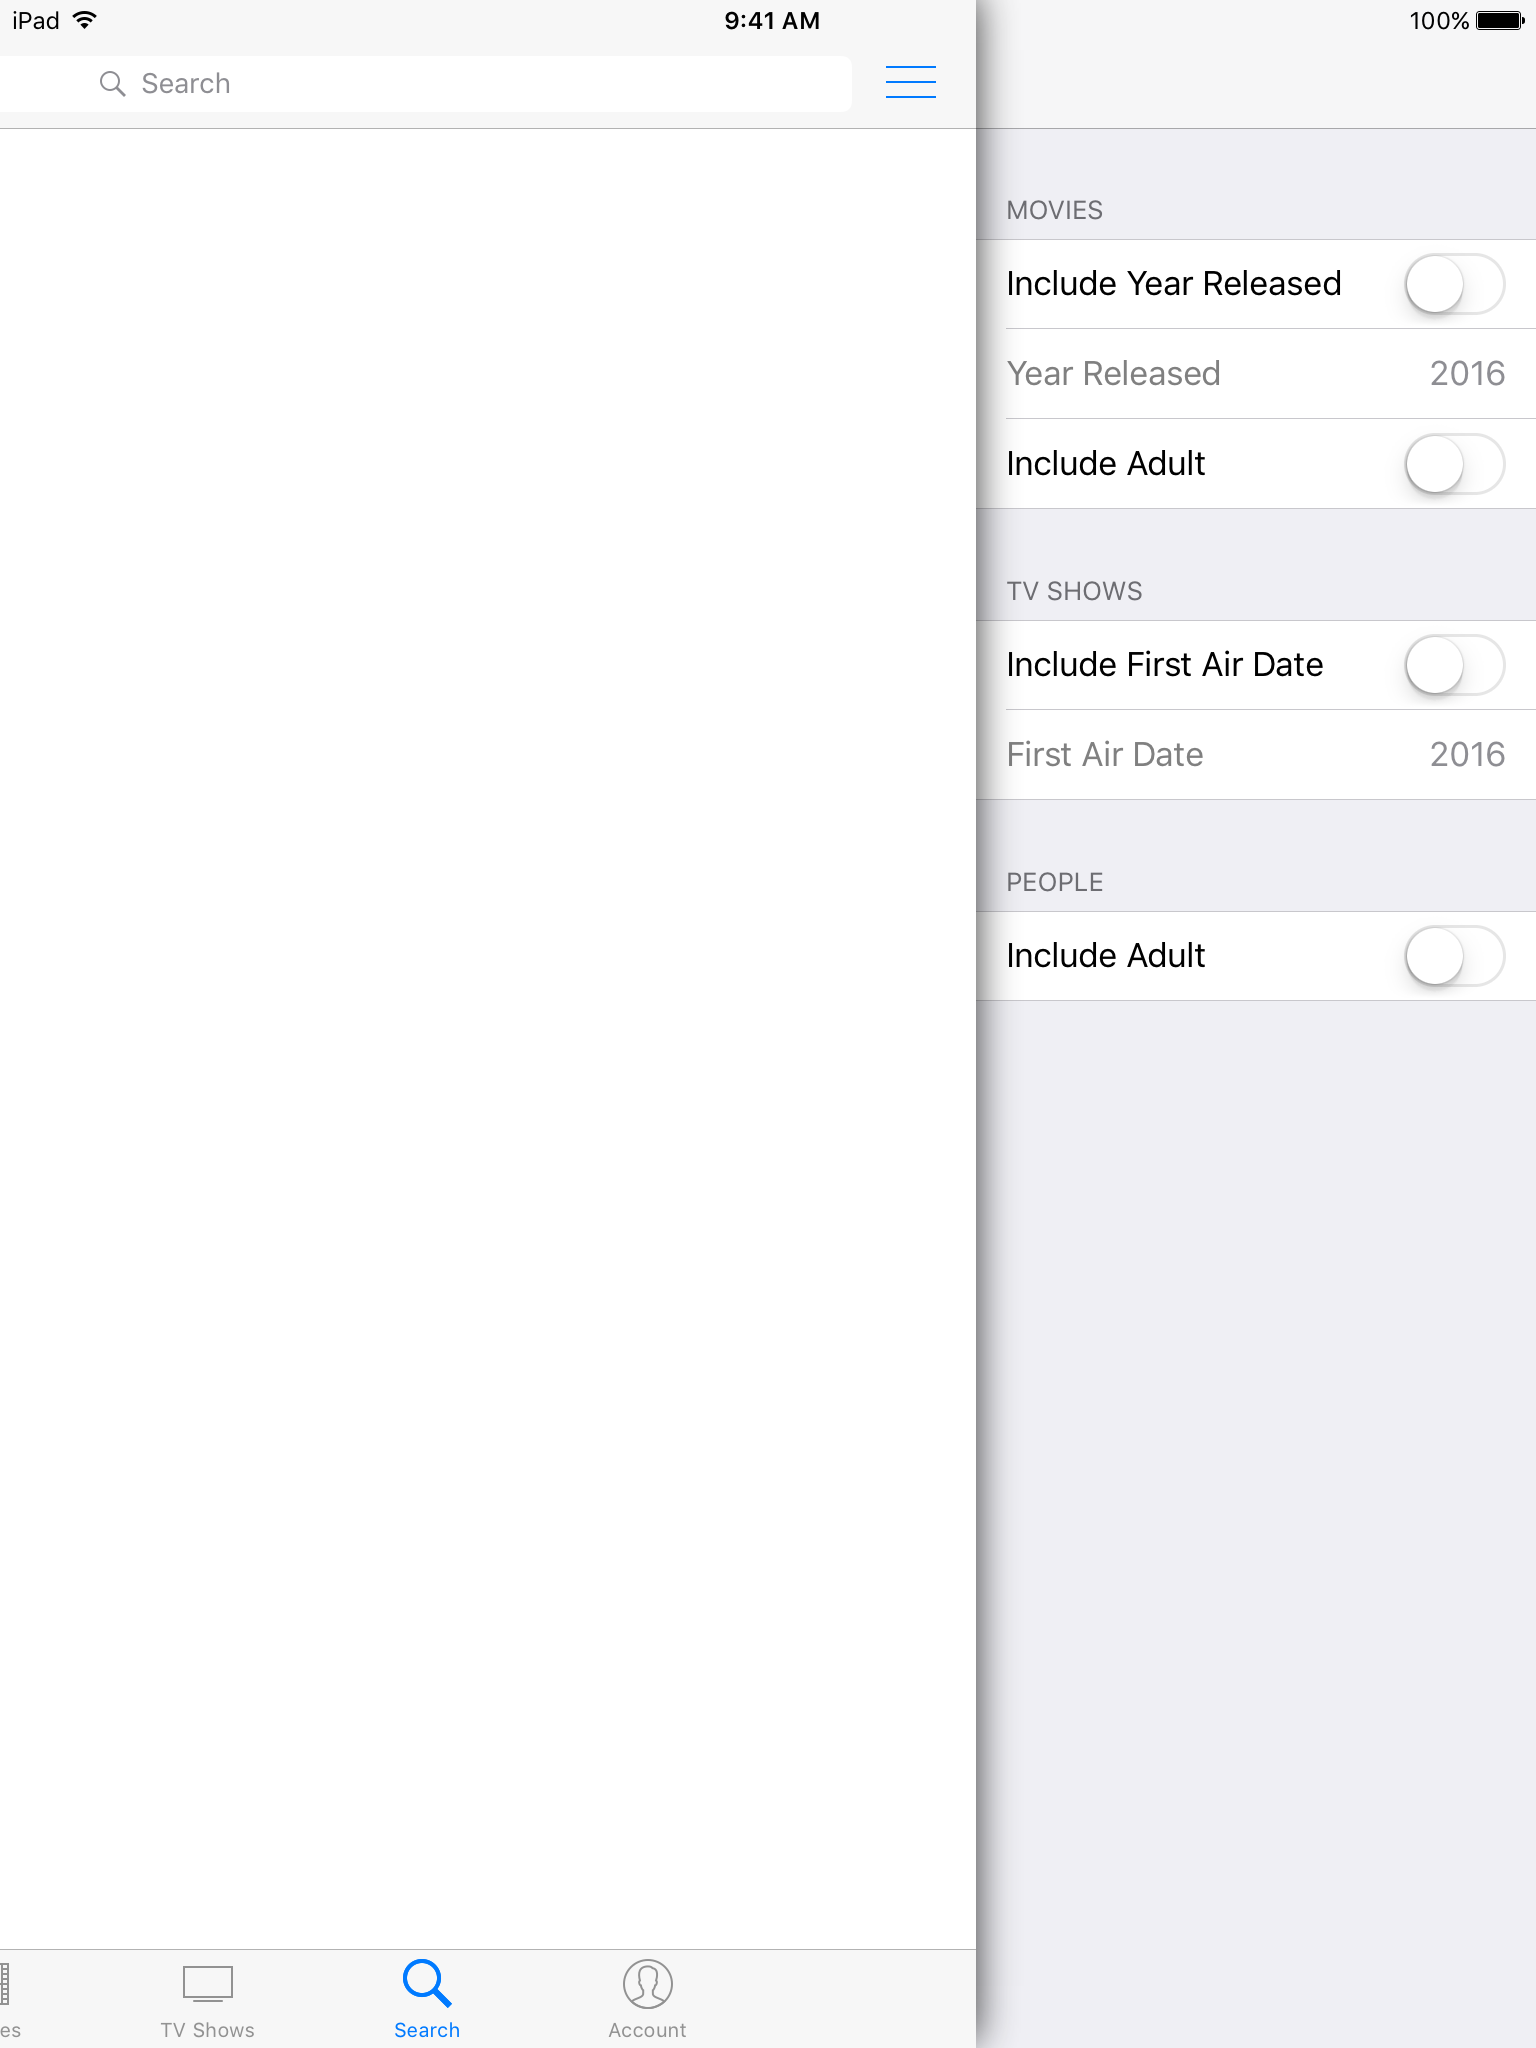 iPad 9:41 AM 100%
Search
MOVIES
Include Year Released
Year Released 2016
Include Adult
TV SHOWS
Include First Air Date
First Air Date 2016
PEOPLE
Include Adult
es TV Shows Search Account